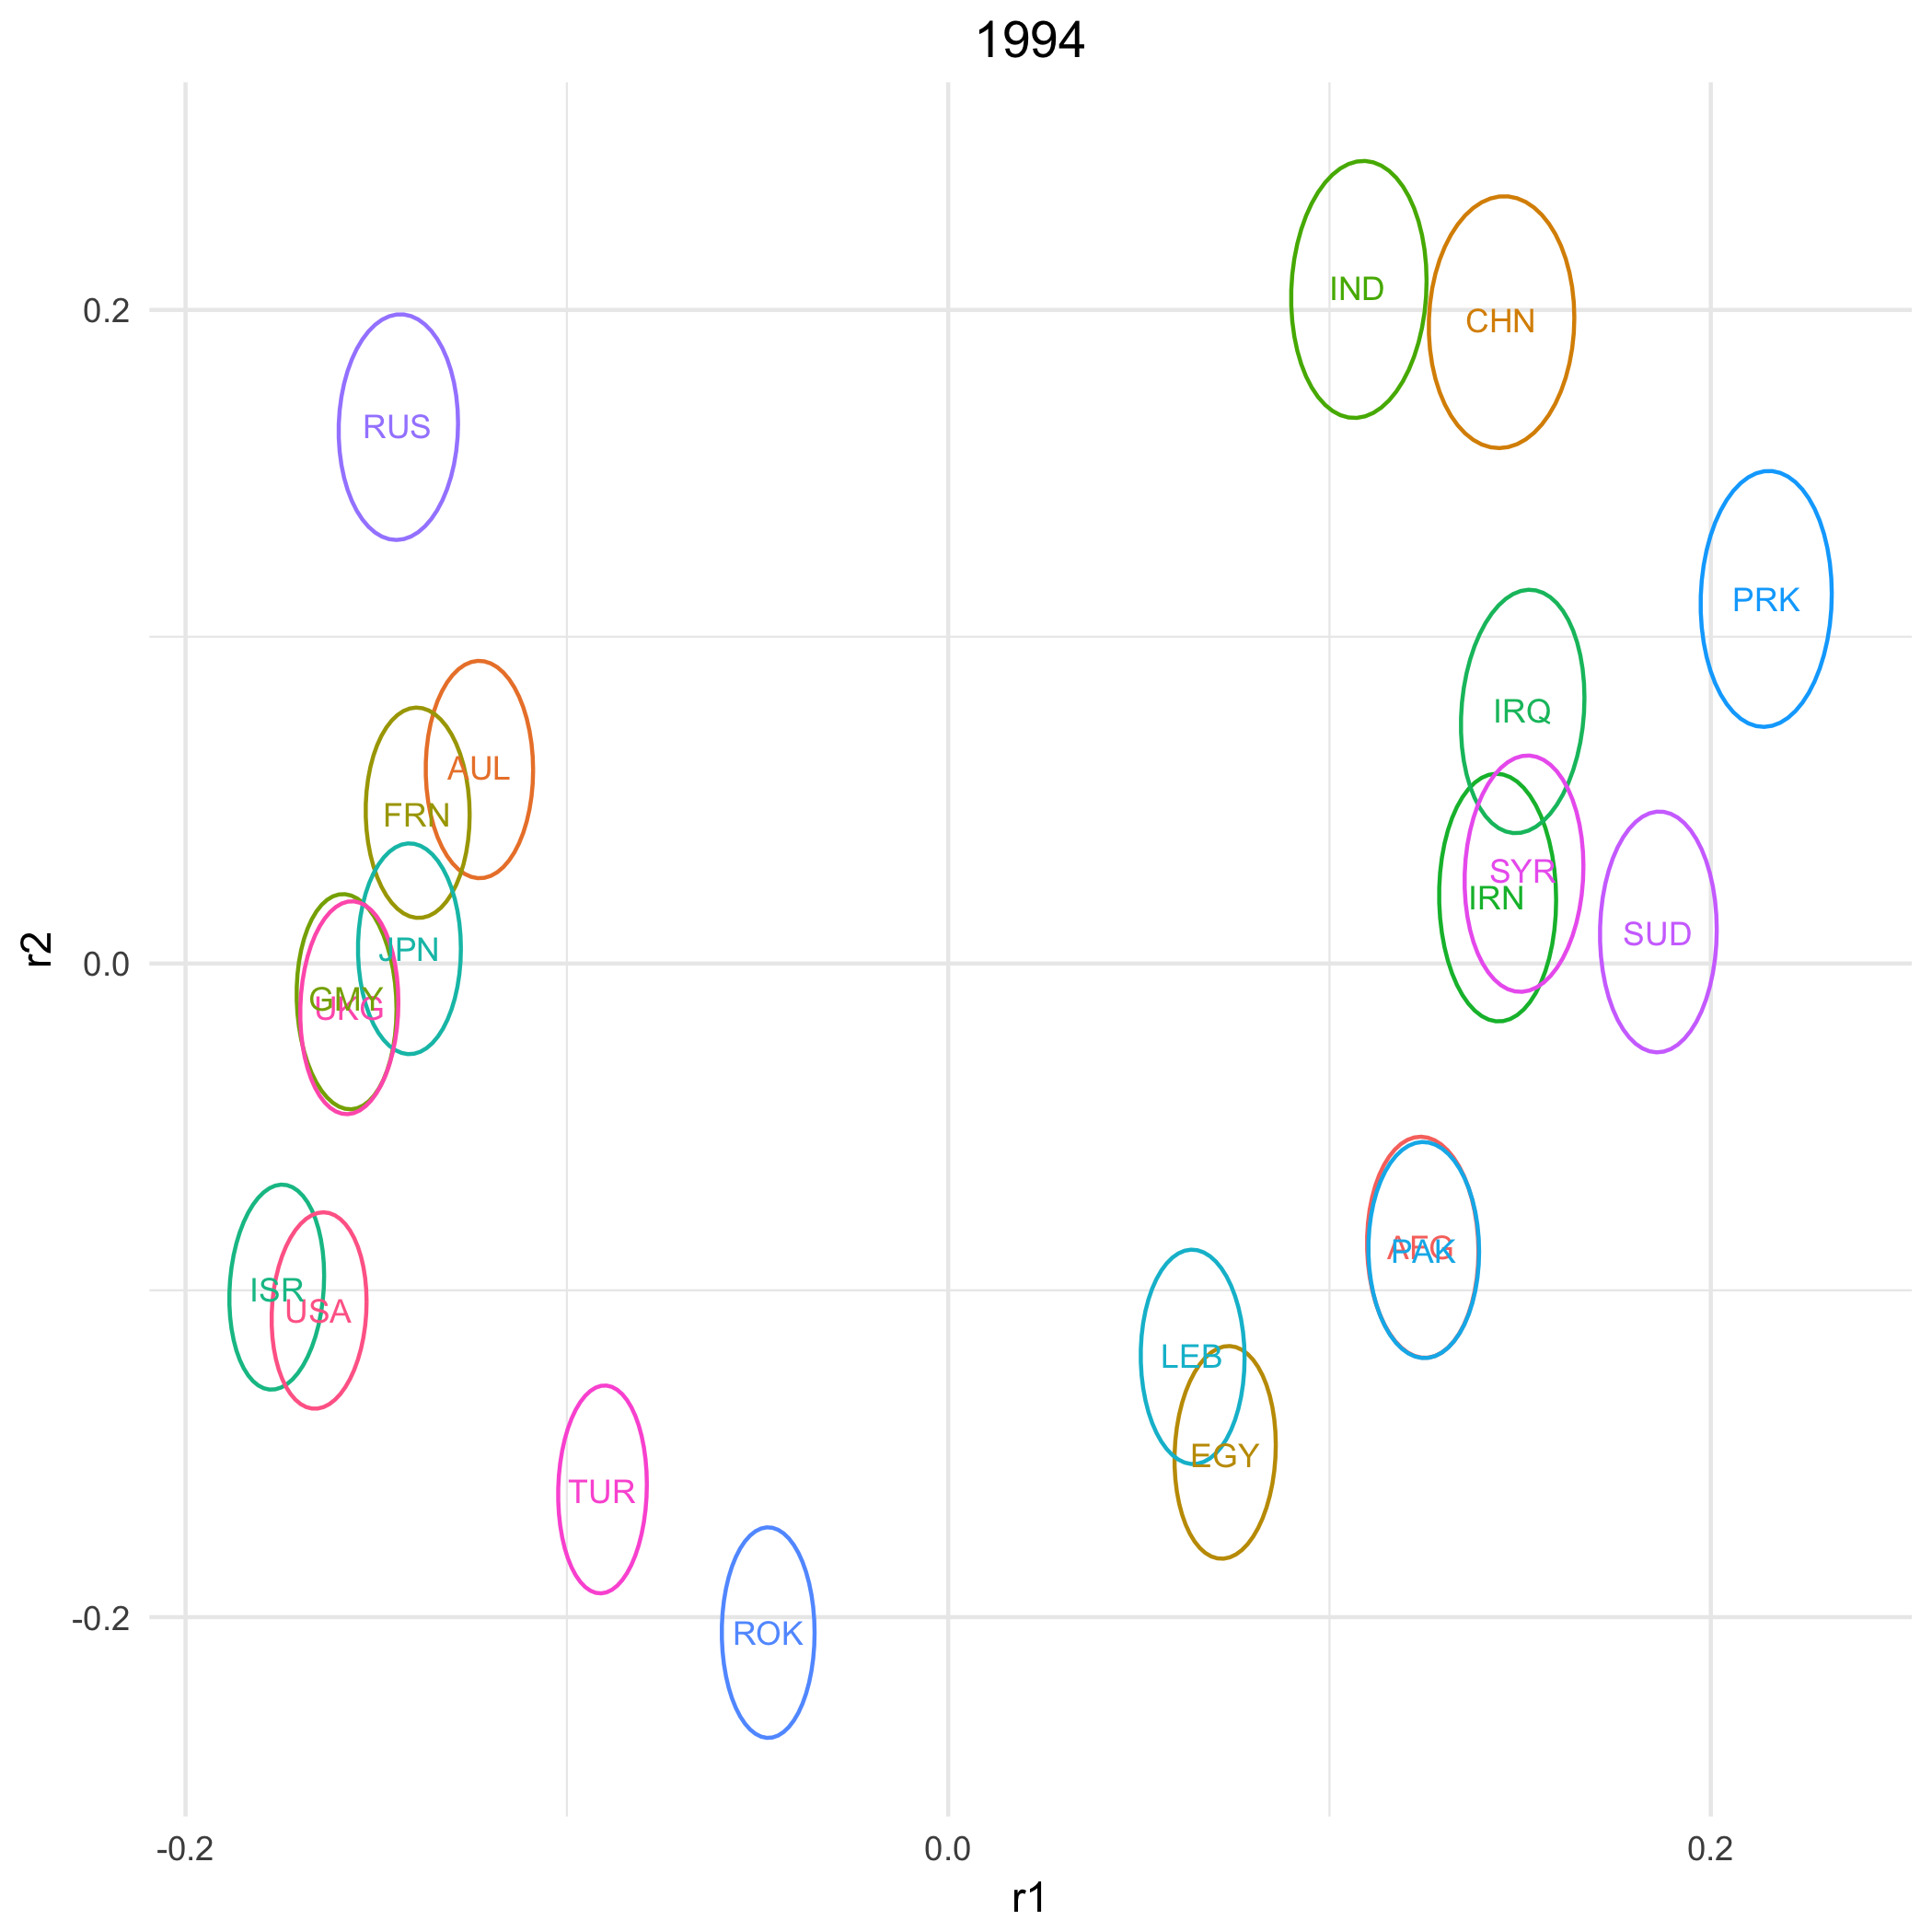 1994
IND
CHN
0.2
RUS
PRK
IRQ
AUL
FRN
SYR
IRN
SUD
JPN
r2
0.0
GMY
UKG
AFG
PAK
ISR
USA
LEB
EGY
TUR
-0.2
ROK
-0.2
0.0
0.2
r1